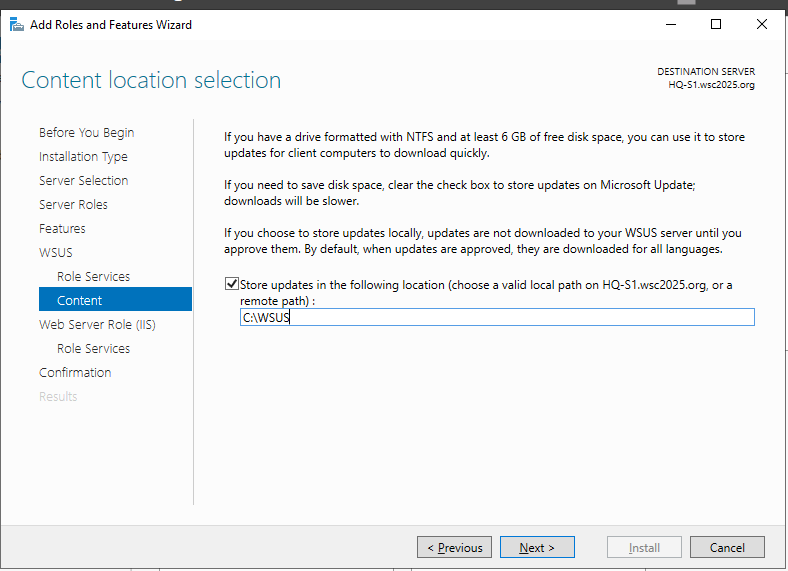 Add Roles and Features Wizard
Content location selection
DESTINATION SERVER
HQ-S1.wsc2025.org
Before You Begin
Installation Type
Server Selection
Server Roles
Features
WSUS
Role Services
Content
Web Server Role (IIS)
Role Services
Confirmation
Results
If you have a drive formatted with NTFS and at least 6 GB of free disk space, you can use it to store
updates for client computers to download quickly.
If you need to save disk space, clear the check box to store updates on Microsoft Update;
downloads will be slower.
If you choose to store updates locally, updates are not downloaded to your WSUS server until you
approve them. By default, when updates are approved, they are downloaded for all languages.
Store updates in the following location (choose a valid local path on HQ-S1.wsc2025.org, or a
remote path) :
C:\WSUS
< Previous
Next >
Install
Cancel